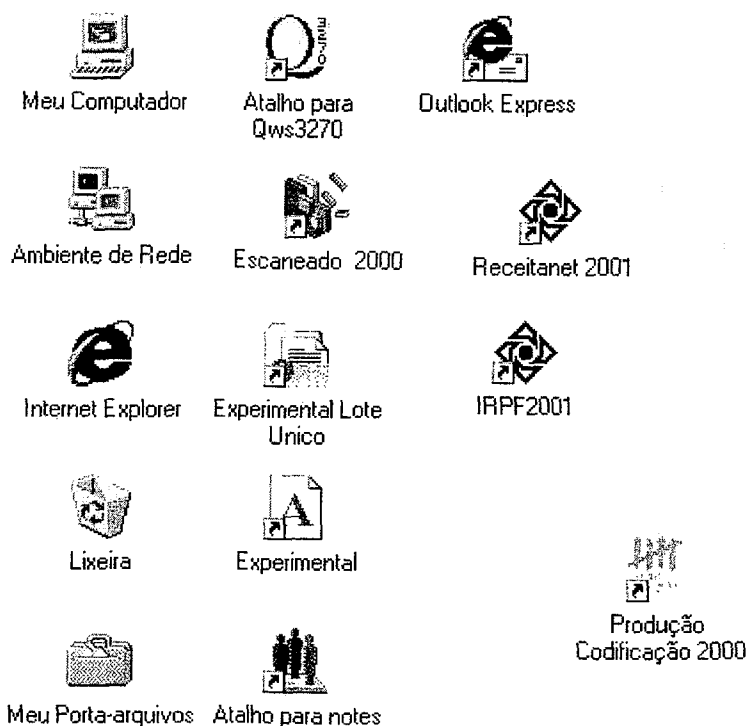 Meu Computador
Atalho para
Qws3270
Outlook Express
Ambiente de Rede
Escaneado 2000
Receitanet 2001
Internet Explorer
Experimental Lote
Unico
IRPF2001
Lixeira
Experimental
Produção
Codificação 2000
Meu Porta-arquivos
Atalho para notes